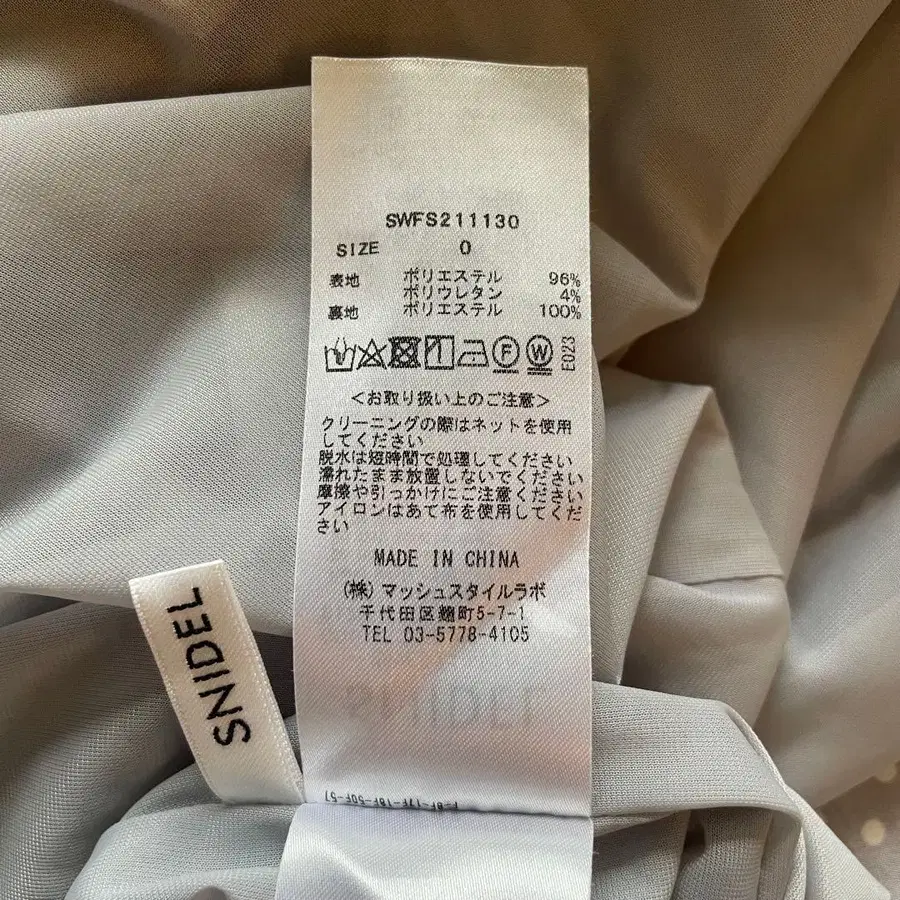 SWFS211130
SIZE 0
表地 ポリエステル 96%
ポリウレタン 4%
裏地 ポリエステル 100%
F W E023
<お取り扱い上のご注意>
クリーニングの際はネットを使用
してください
脱水は短時間で処理してください
濡れたまま放置しないでください
摩擦や引っかけにご注意ください
アイロンはあて布を使用してくだ
さい
MADE IN CHINA
(株)マッシュスタイルラボ
千代田区麹町5-7-1
TEL 03-5778-4105
SNIDEL